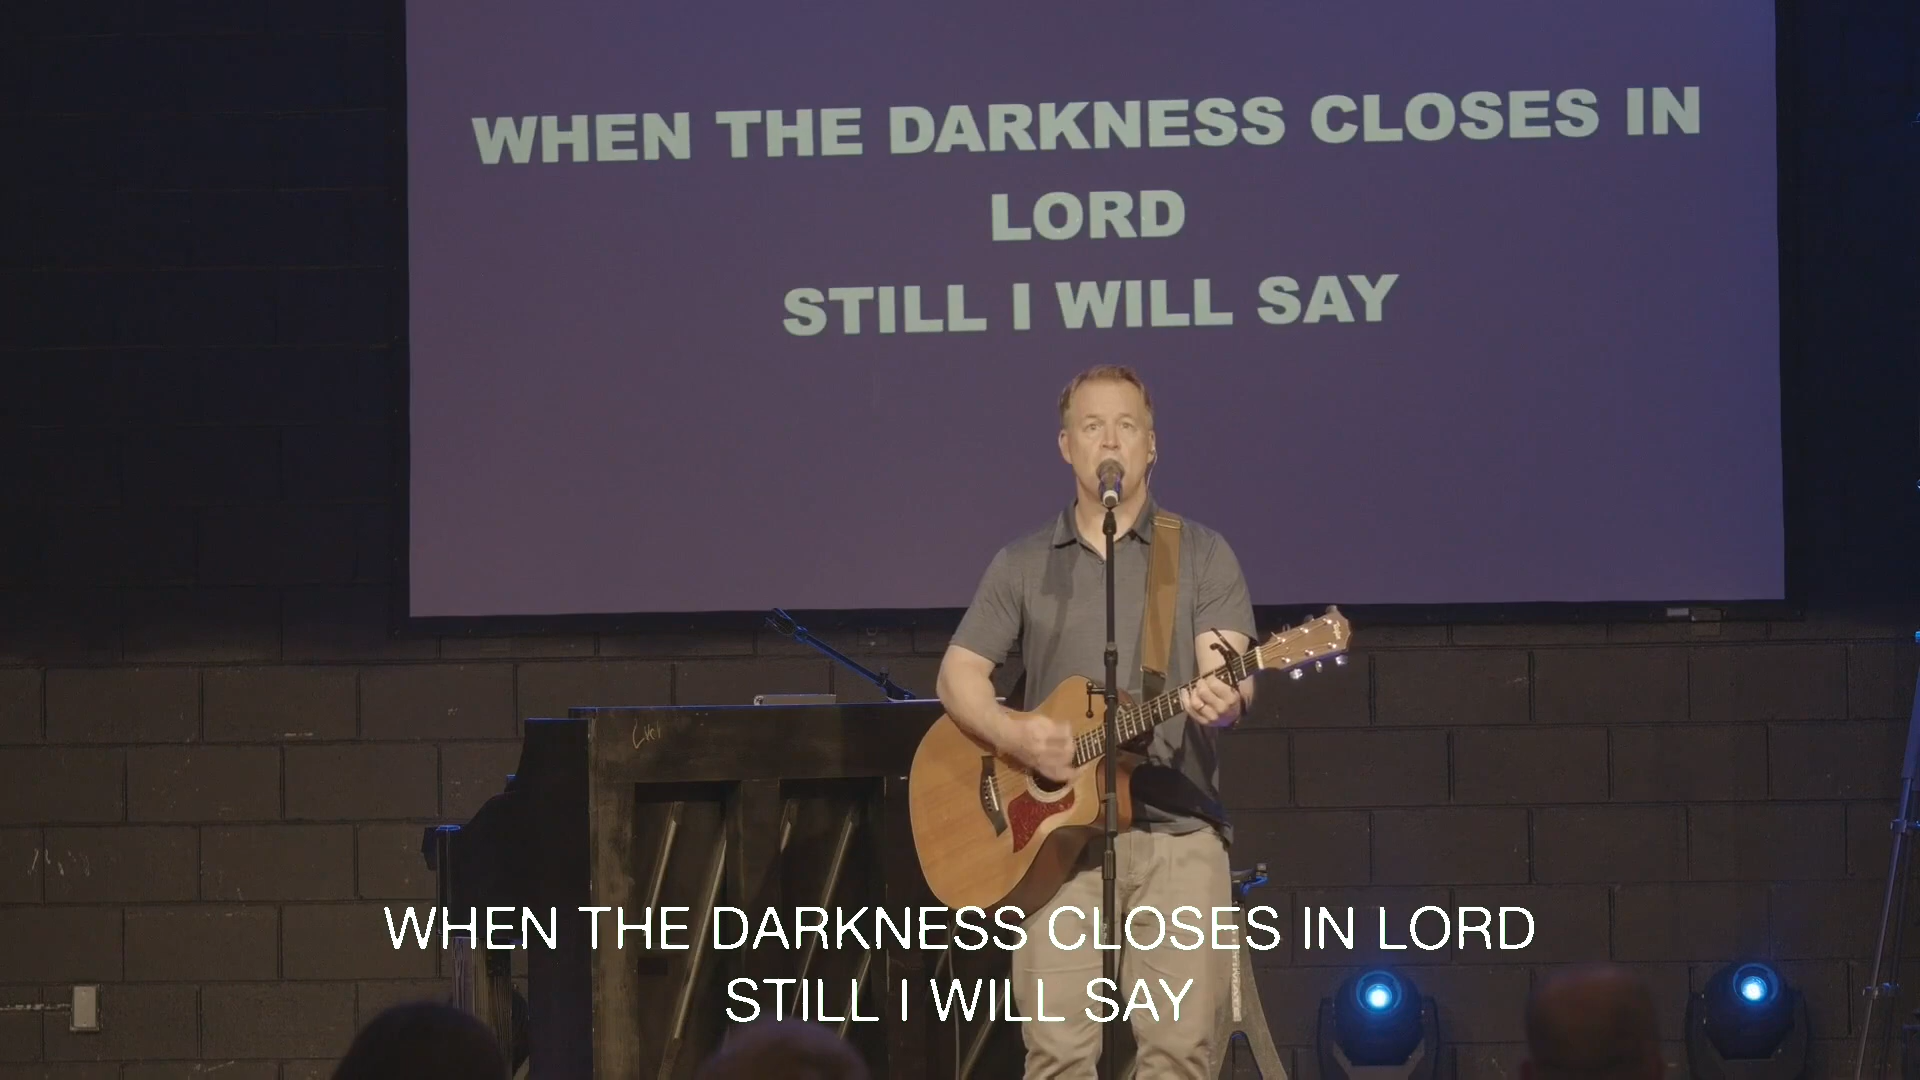 WHEN THE DARKNESS CLOSES IN
LORD
STILL I WILL SAY
WHEN THE DARKNESS CLOSES IN LORD
STILL I WILL SAY